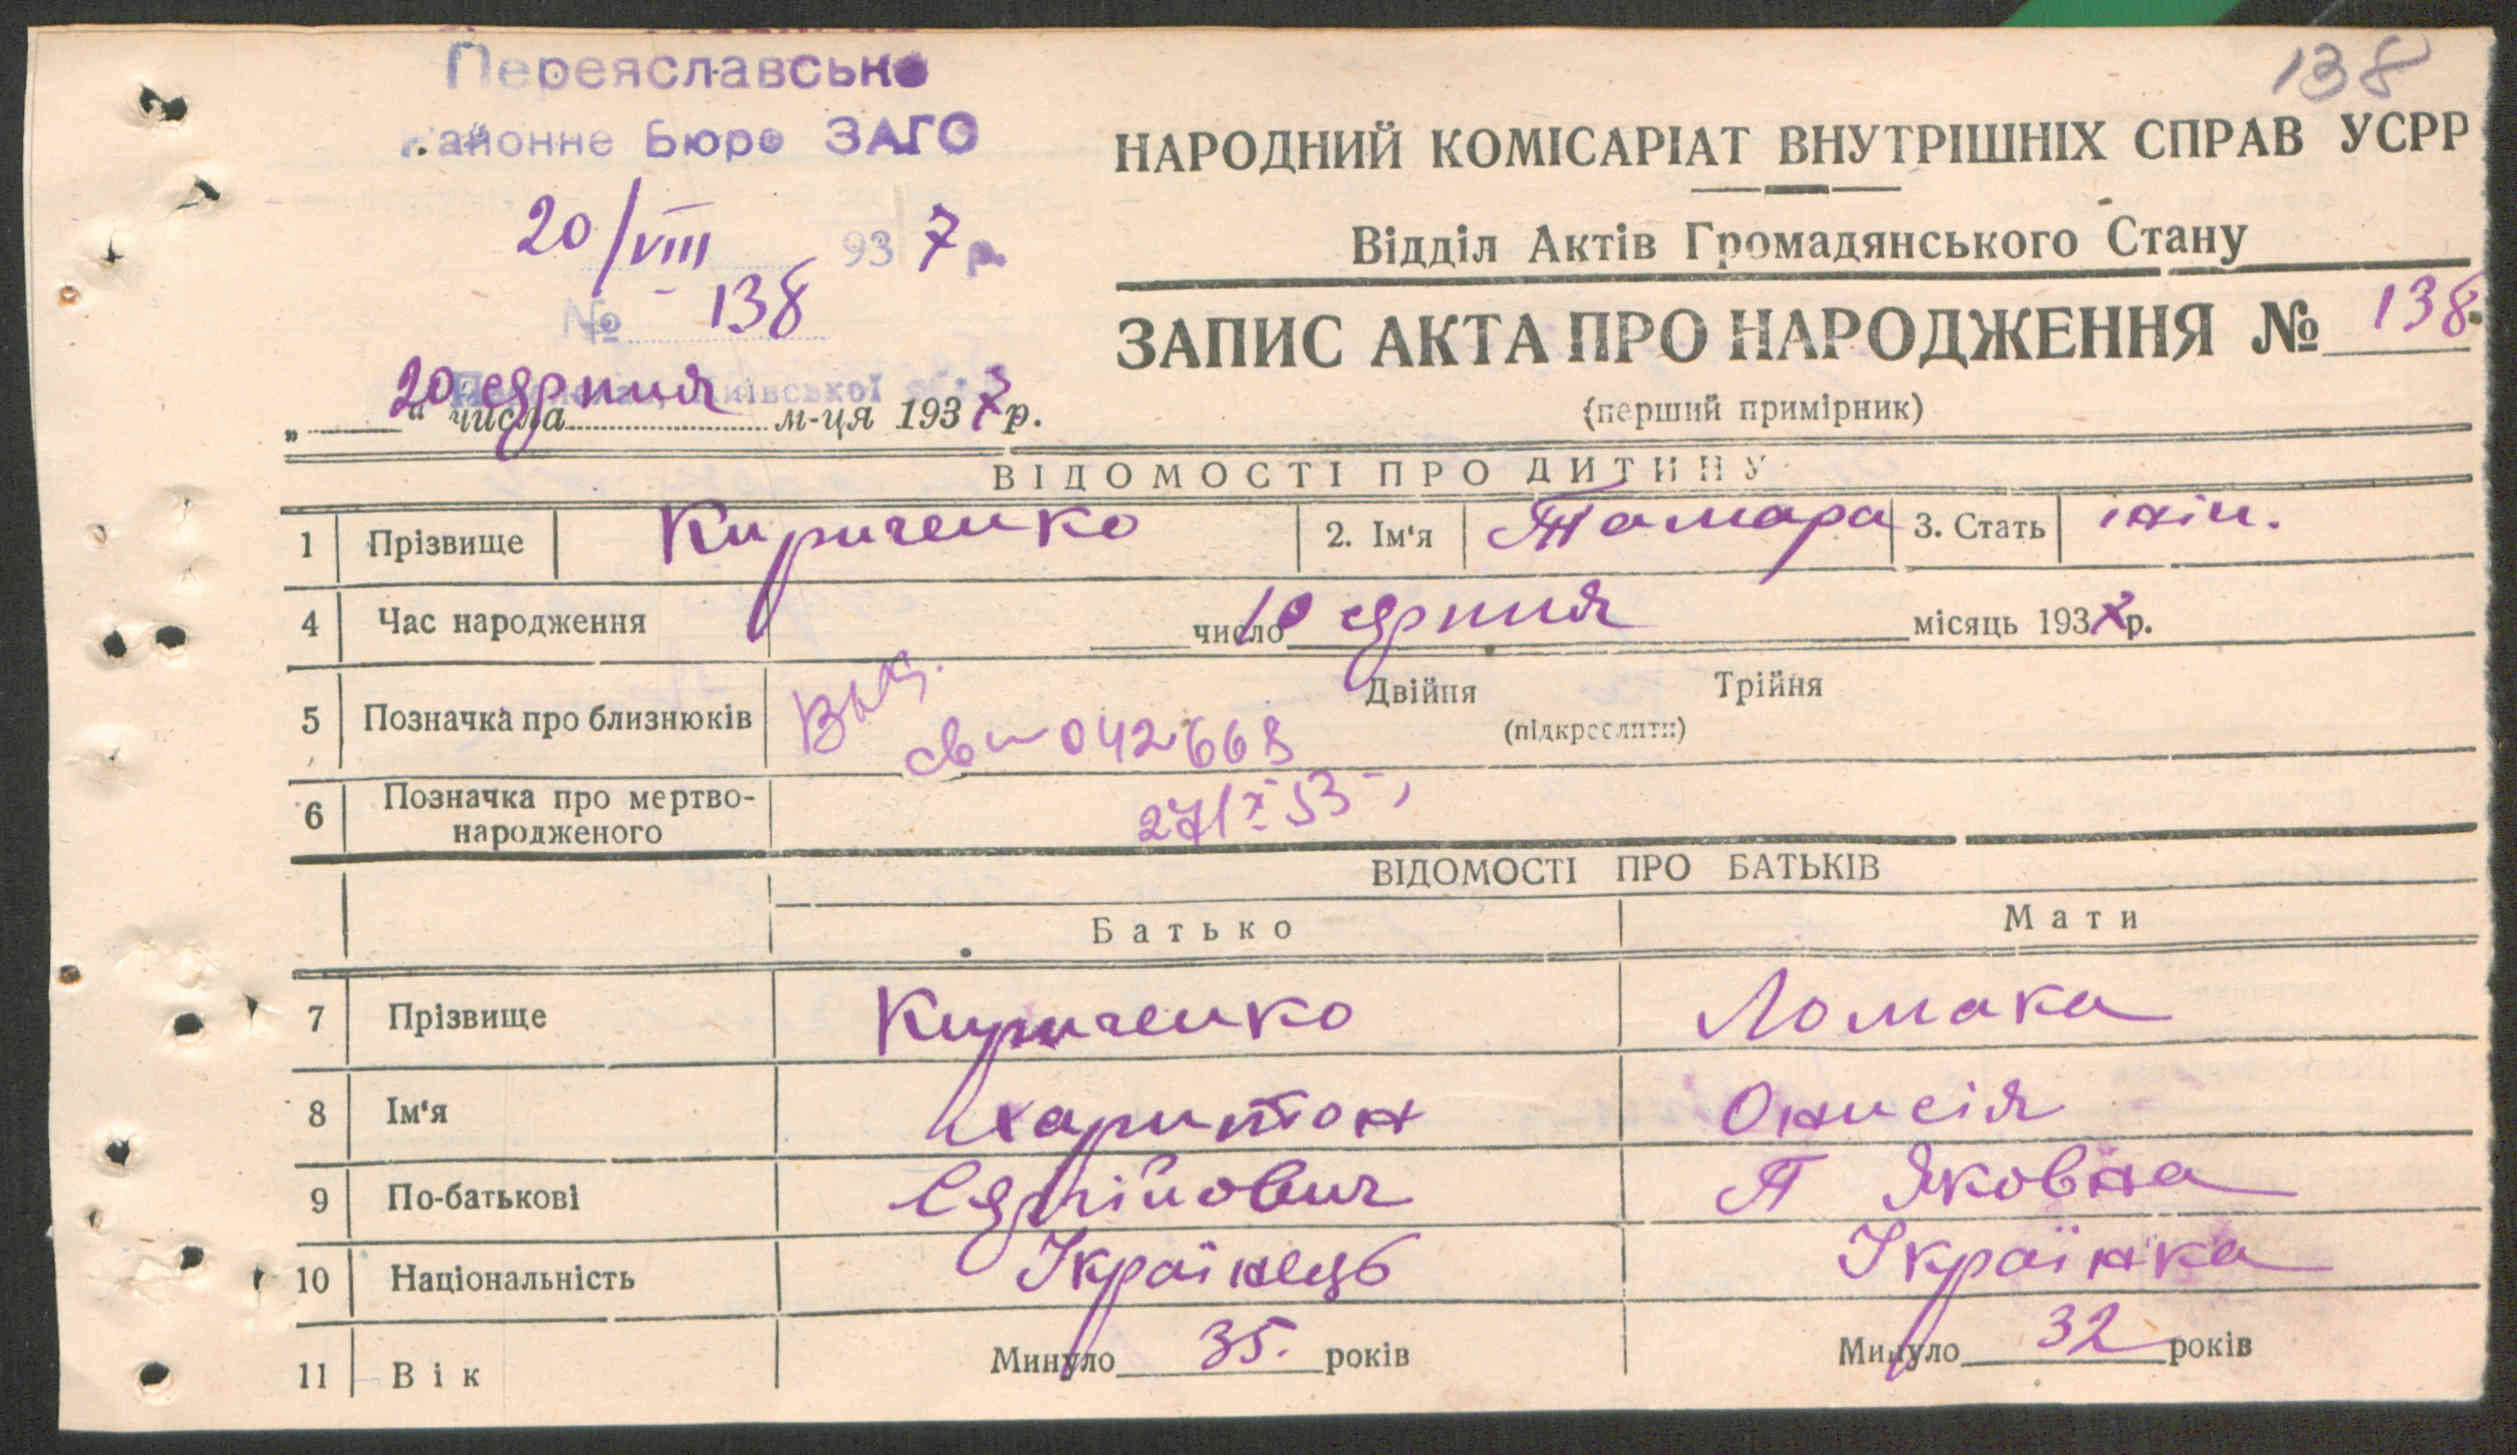 138
Переяславське
Районне Бюро ЗАГС
20/VIII 1937 р.
№ 138
Київської
„20“ числа серпня м-ця 1937 р.
НАРОДНИЙ КОМІСАРІАТ ВНУТРІШНІХ СПРАВ УСРР
Відділ Актів Громадянського Стану
ЗАПИС АКТА ПРО НАРОДЖЕННЯ № 138.
(перший примірник)
ВІДОМОСТІ ПРО ДИТИНУ
1 Прізвище Кириченко 2. Ім‘я Тамара 3. Стать жін.
4 Час народження число 10 серпня місяць 1937 р.
5 Позначка про близнюків Двійня Трійня
(підкреслити)
св 042668
6 Позначка про мертво-
народженого
27/X 53
ВІДОМОСТІ ПРО БАТЬКІВ
Батько Мати
7 Прізвище Кириченко Ломака
8 Ім‘я Харитон Онисія
9 По-батькові Сергійович Яковна
10 Національність Українець Українка
11 Вік Минуло 35. років Минуло 32 років